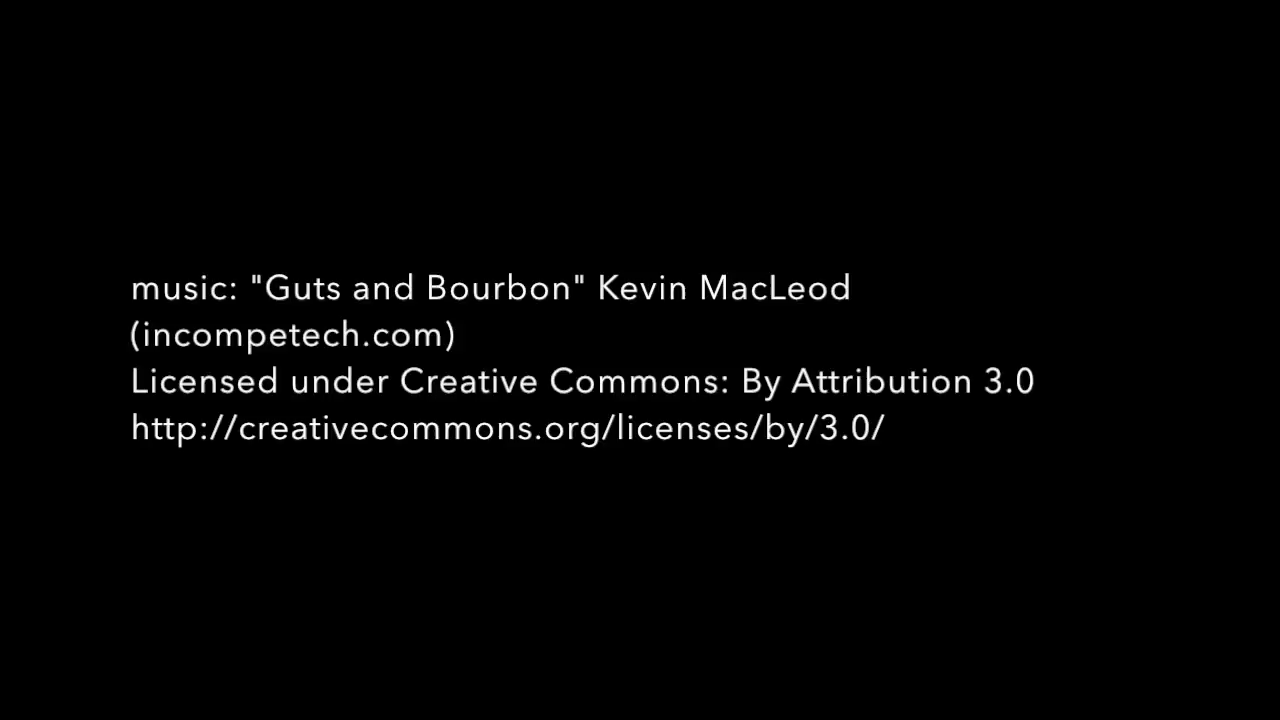 music: "Guts and Bourbon" Kevin MacLeod
(incompetech.com)
Licensed under Creative Commons: By Attribution 3.0
http://creativecommons.org/licenses/by/3.0/